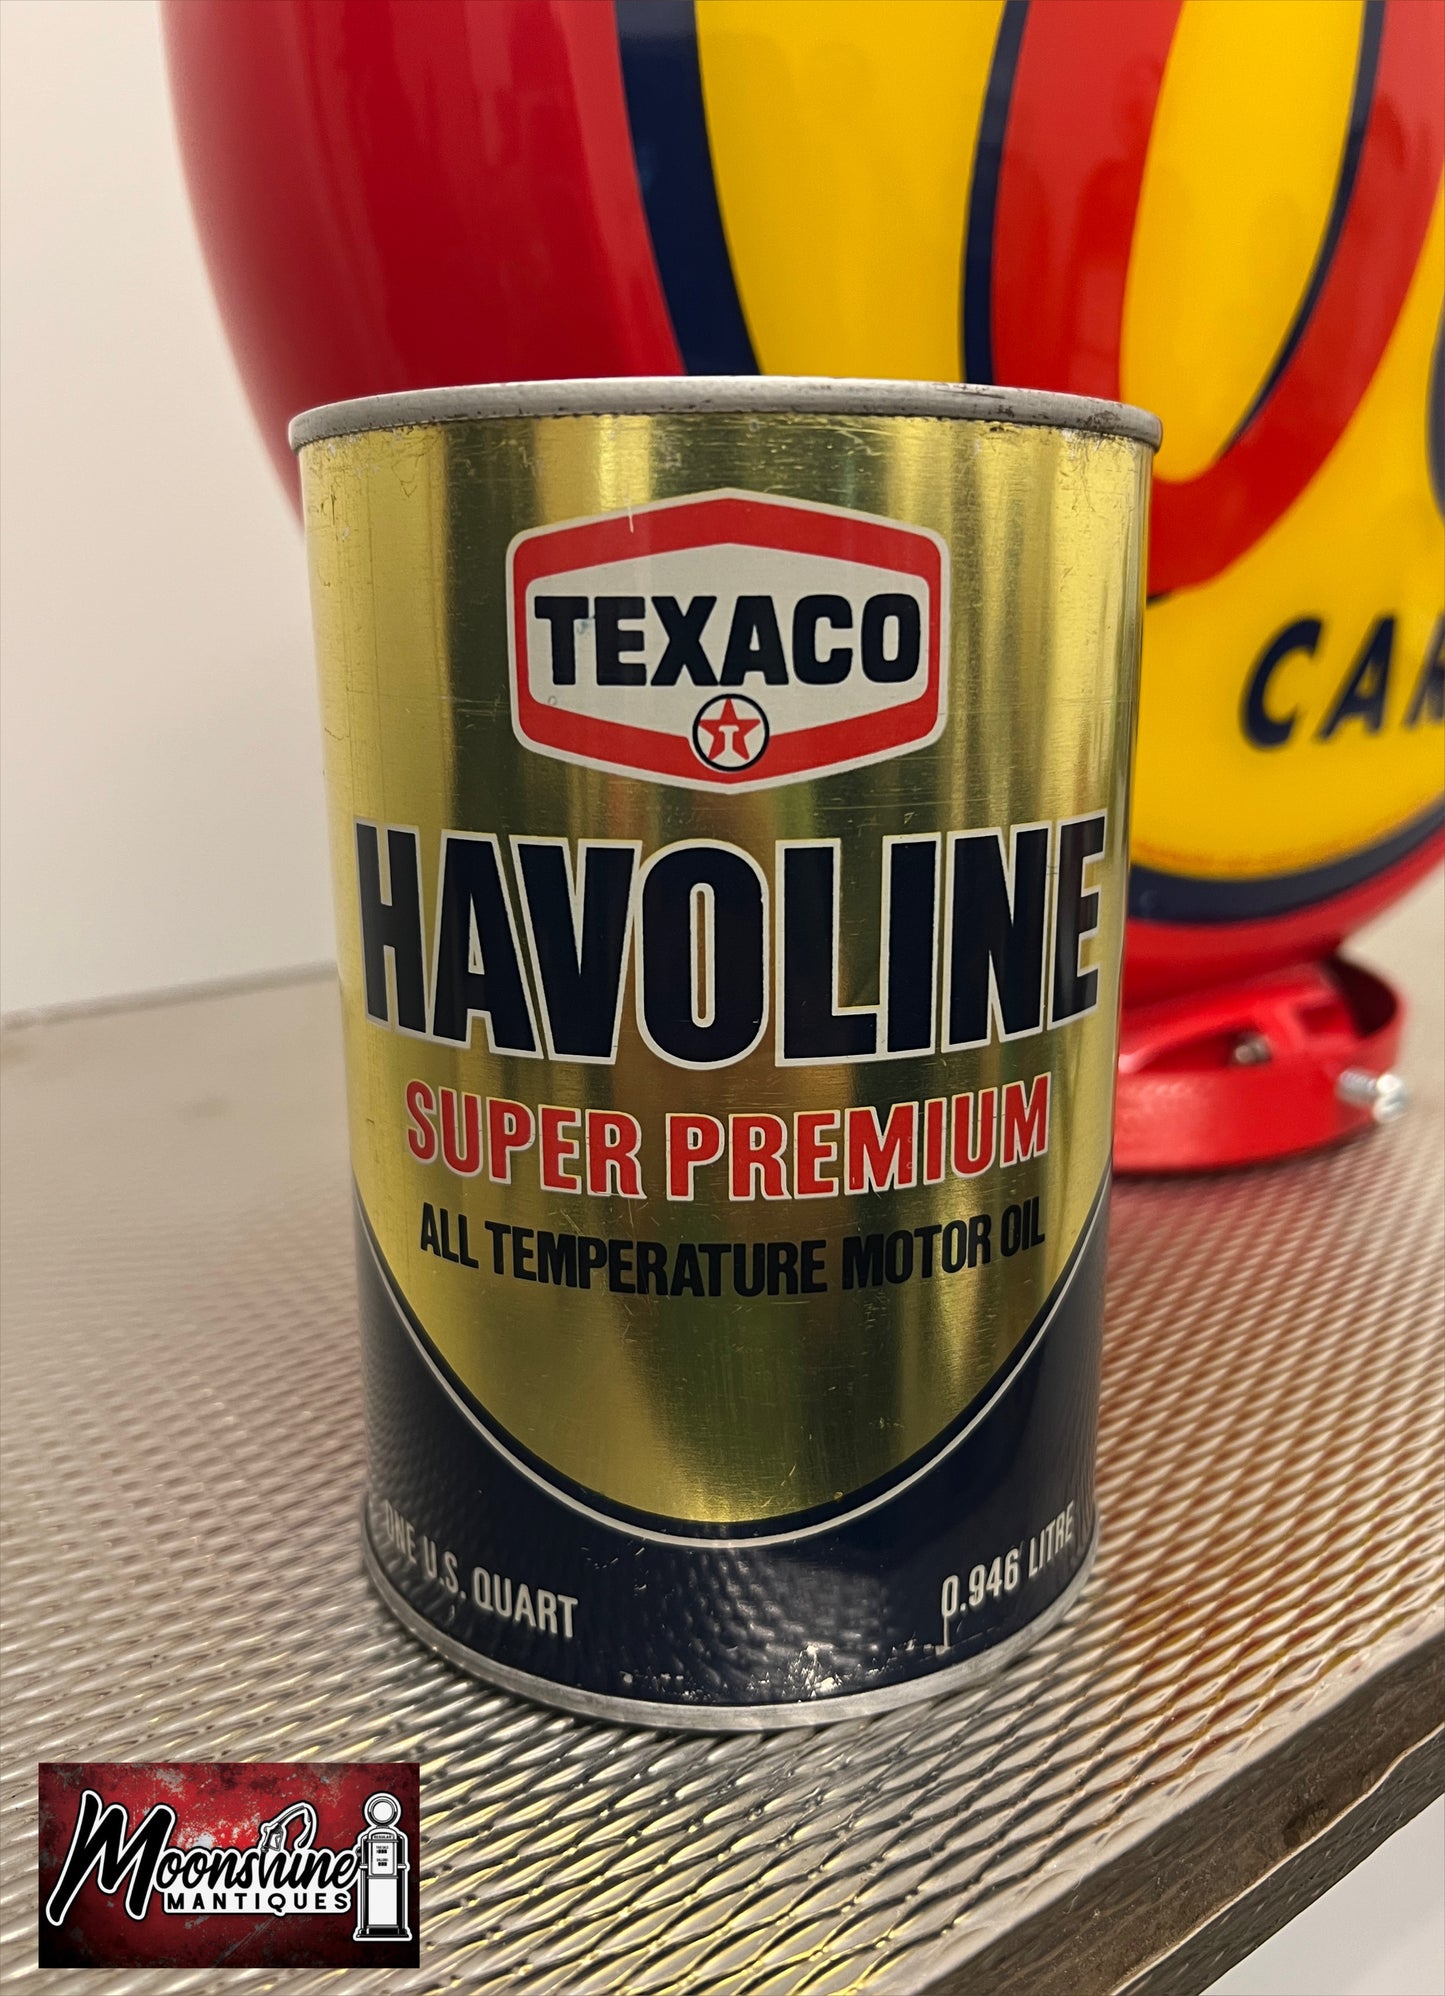 CAR
TEXACO
T
HAVOLINE
SUPER PREMIUM
ALL TEMPERATURE MOTOR OIL
ONE U.S. QUART
0.946 LITRE
Moonshine
MANTIQUES